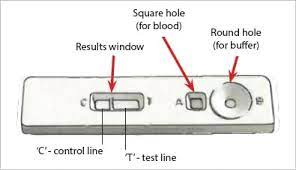 Square hole
(for blood)
Round hole
(for buffer)
Results window
C
T
A
B
'C'- control line
'T'- test line